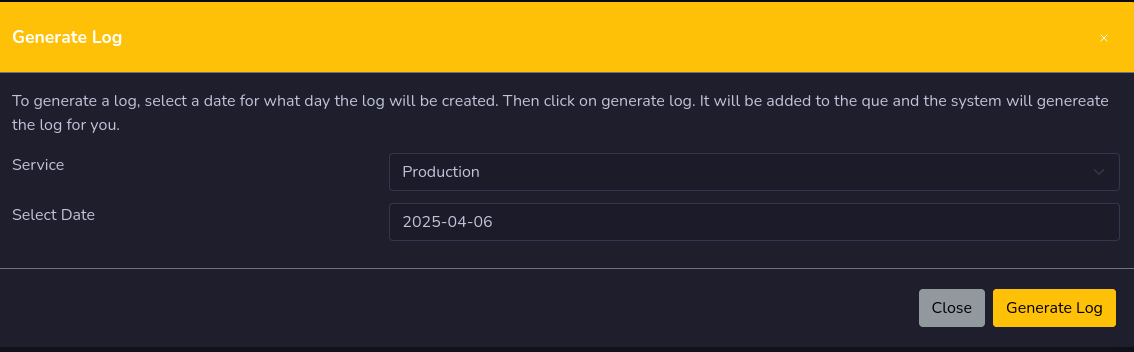 Generate Log
×
To generate a log, select a date for what day the log will be created. Then click on generate log. It will be added to the que and the system will genereate
the log for you.
Service
Production
Select Date
2025-04-06
Close
Generate Log